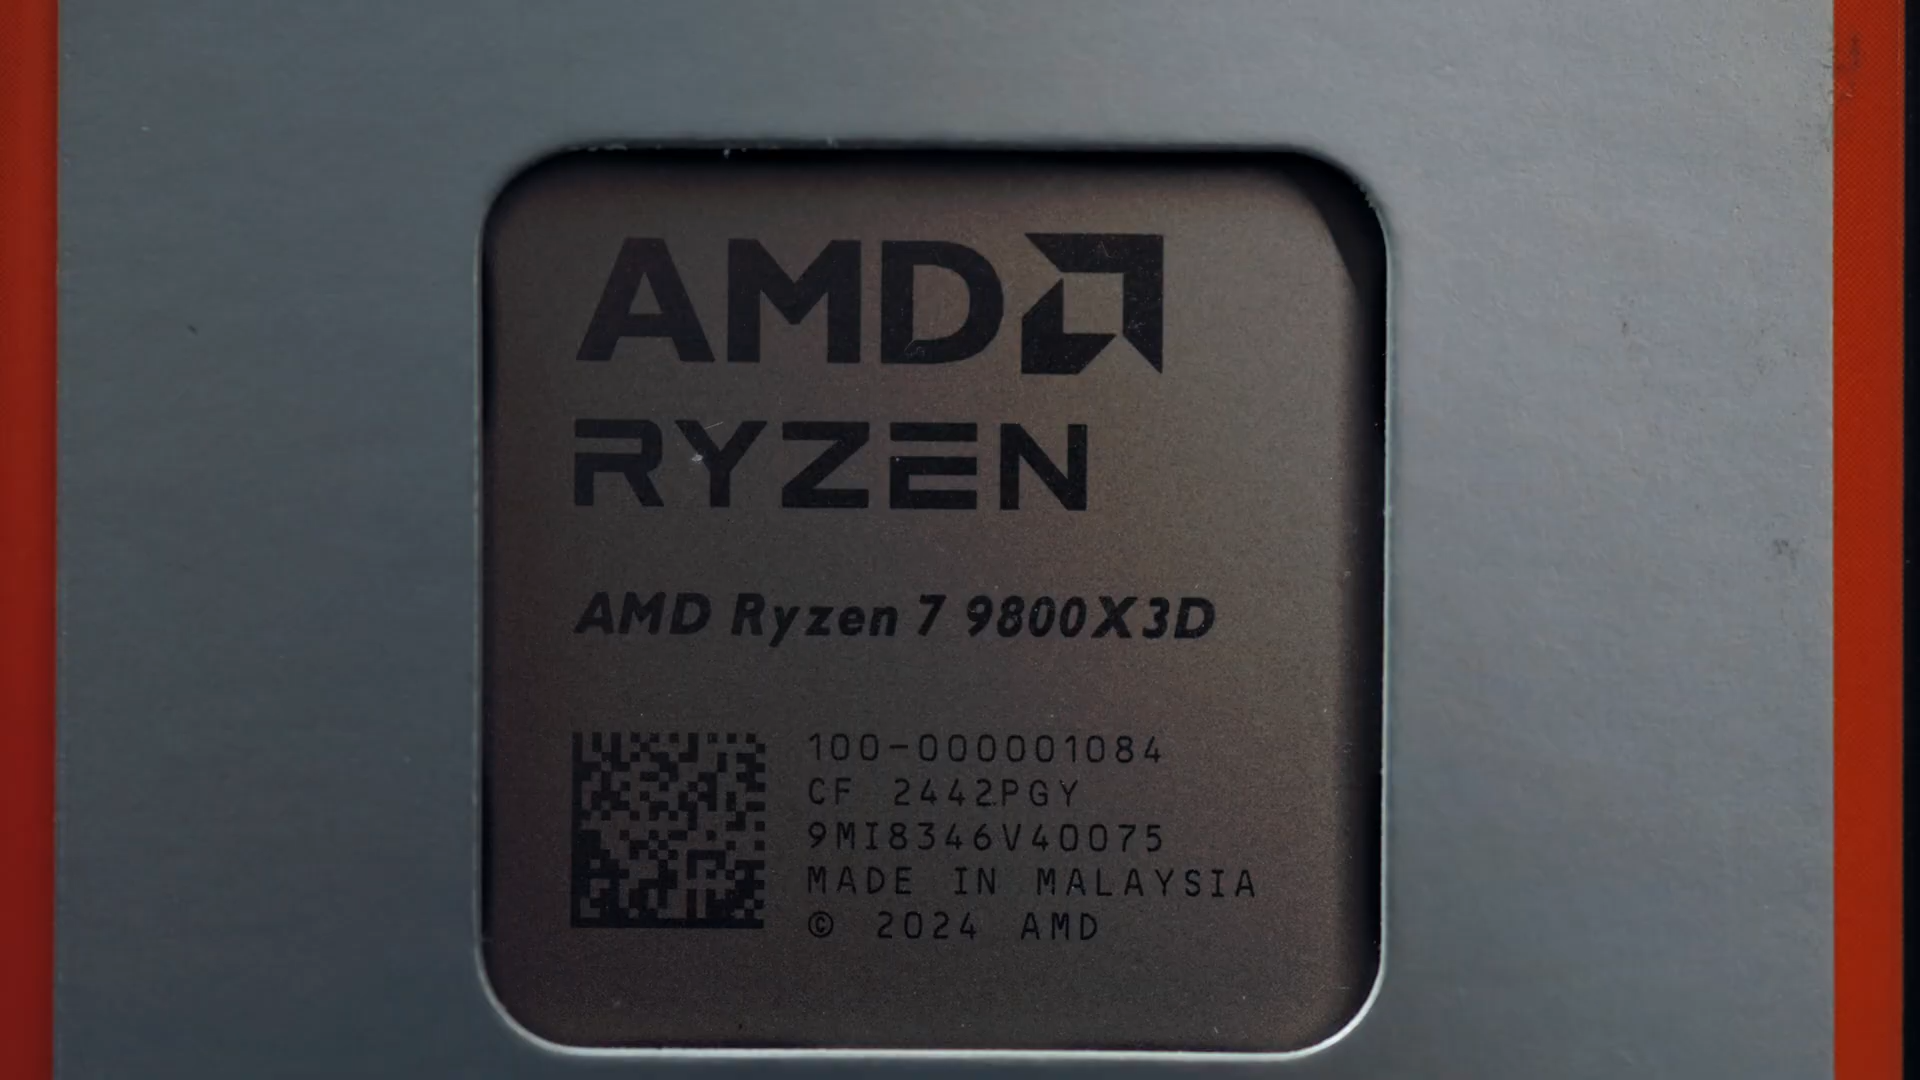 AMD
RYZEN
AMD Ryzen 7 9800X3D
100-000001084
CF 2442PGY
9MI8346V40075
MADE IN MALAYSIA
© 2024 AMD